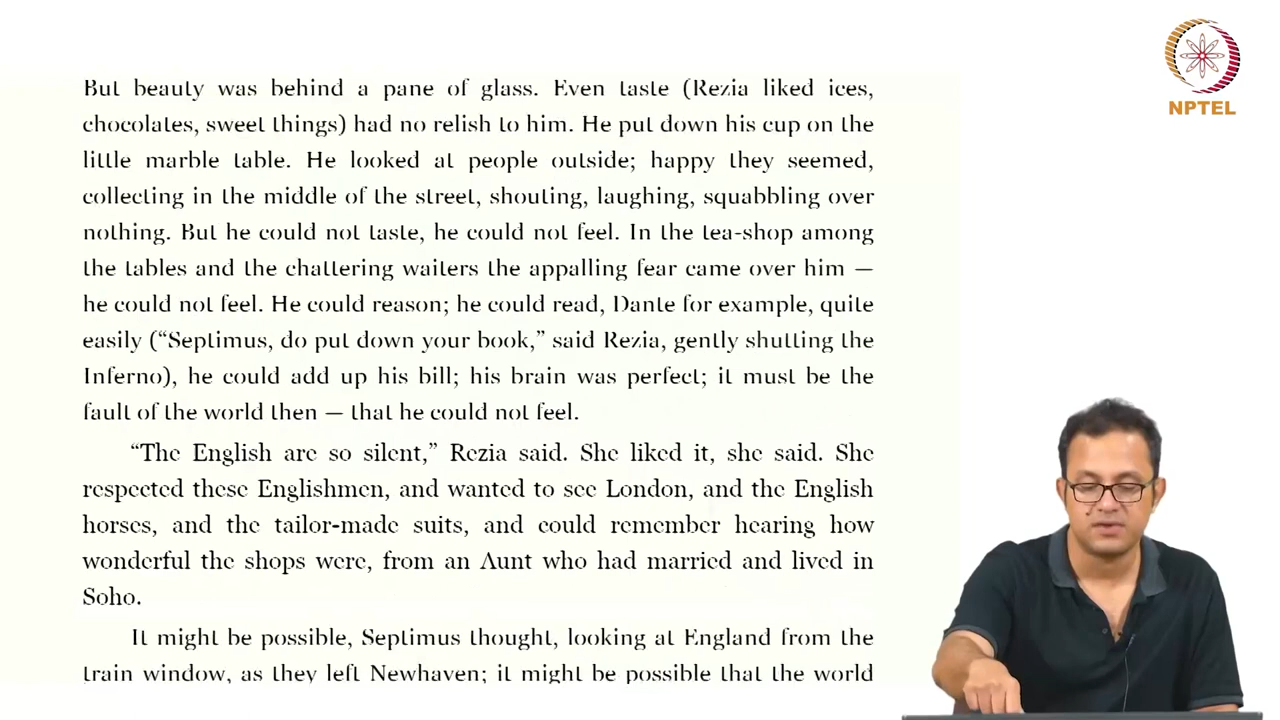 But beauty was behind a pane of glass. Even taste (Rezia liked ices,
chocolates, sweet things) had no relish to him. He put down his cup on the
little marble table. He looked at people outside; happy they seemed,
collecting in the middle of the street, shouting, laughing, squabbling over
nothing. But he could not taste, he could not feel. In the tea-shop among
the tables and the chattering waiters the appalling fear came over him —
he could not feel. He could reason; he could read, Dante for example, quite
easily (“Septimus, do put down your book,” said Rezia, gently shutting the
Inferno), he could add up his bill; his brain was perfect; it must be the
fault of the world then — that he could not feel.
“The English are so silent,” Rezia said. She liked it, she said. She
respected these Englishmen, and wanted to see London, and the English
horses, and the tailor-made suits, and could remember hearing how
wonderful the shops were, from an Aunt who had married and lived in
Soho.
It might be possible, Septimus thought, looking at England from the
train window, as they left Newhaven; it might be possible that the world
NPTEL